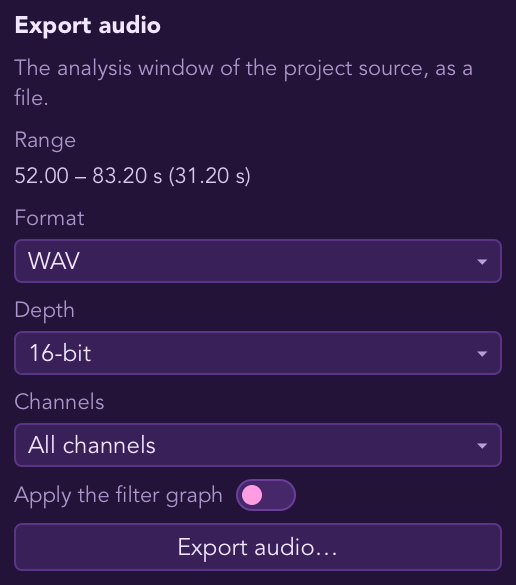 Export audio
The analysis window of the project source, as a
file.
Range
52.00 – 83.20 s (31.20 s)
Format
WAV
Depth
16-bit
Channels
All channels
Apply the filter graph
Export audio…